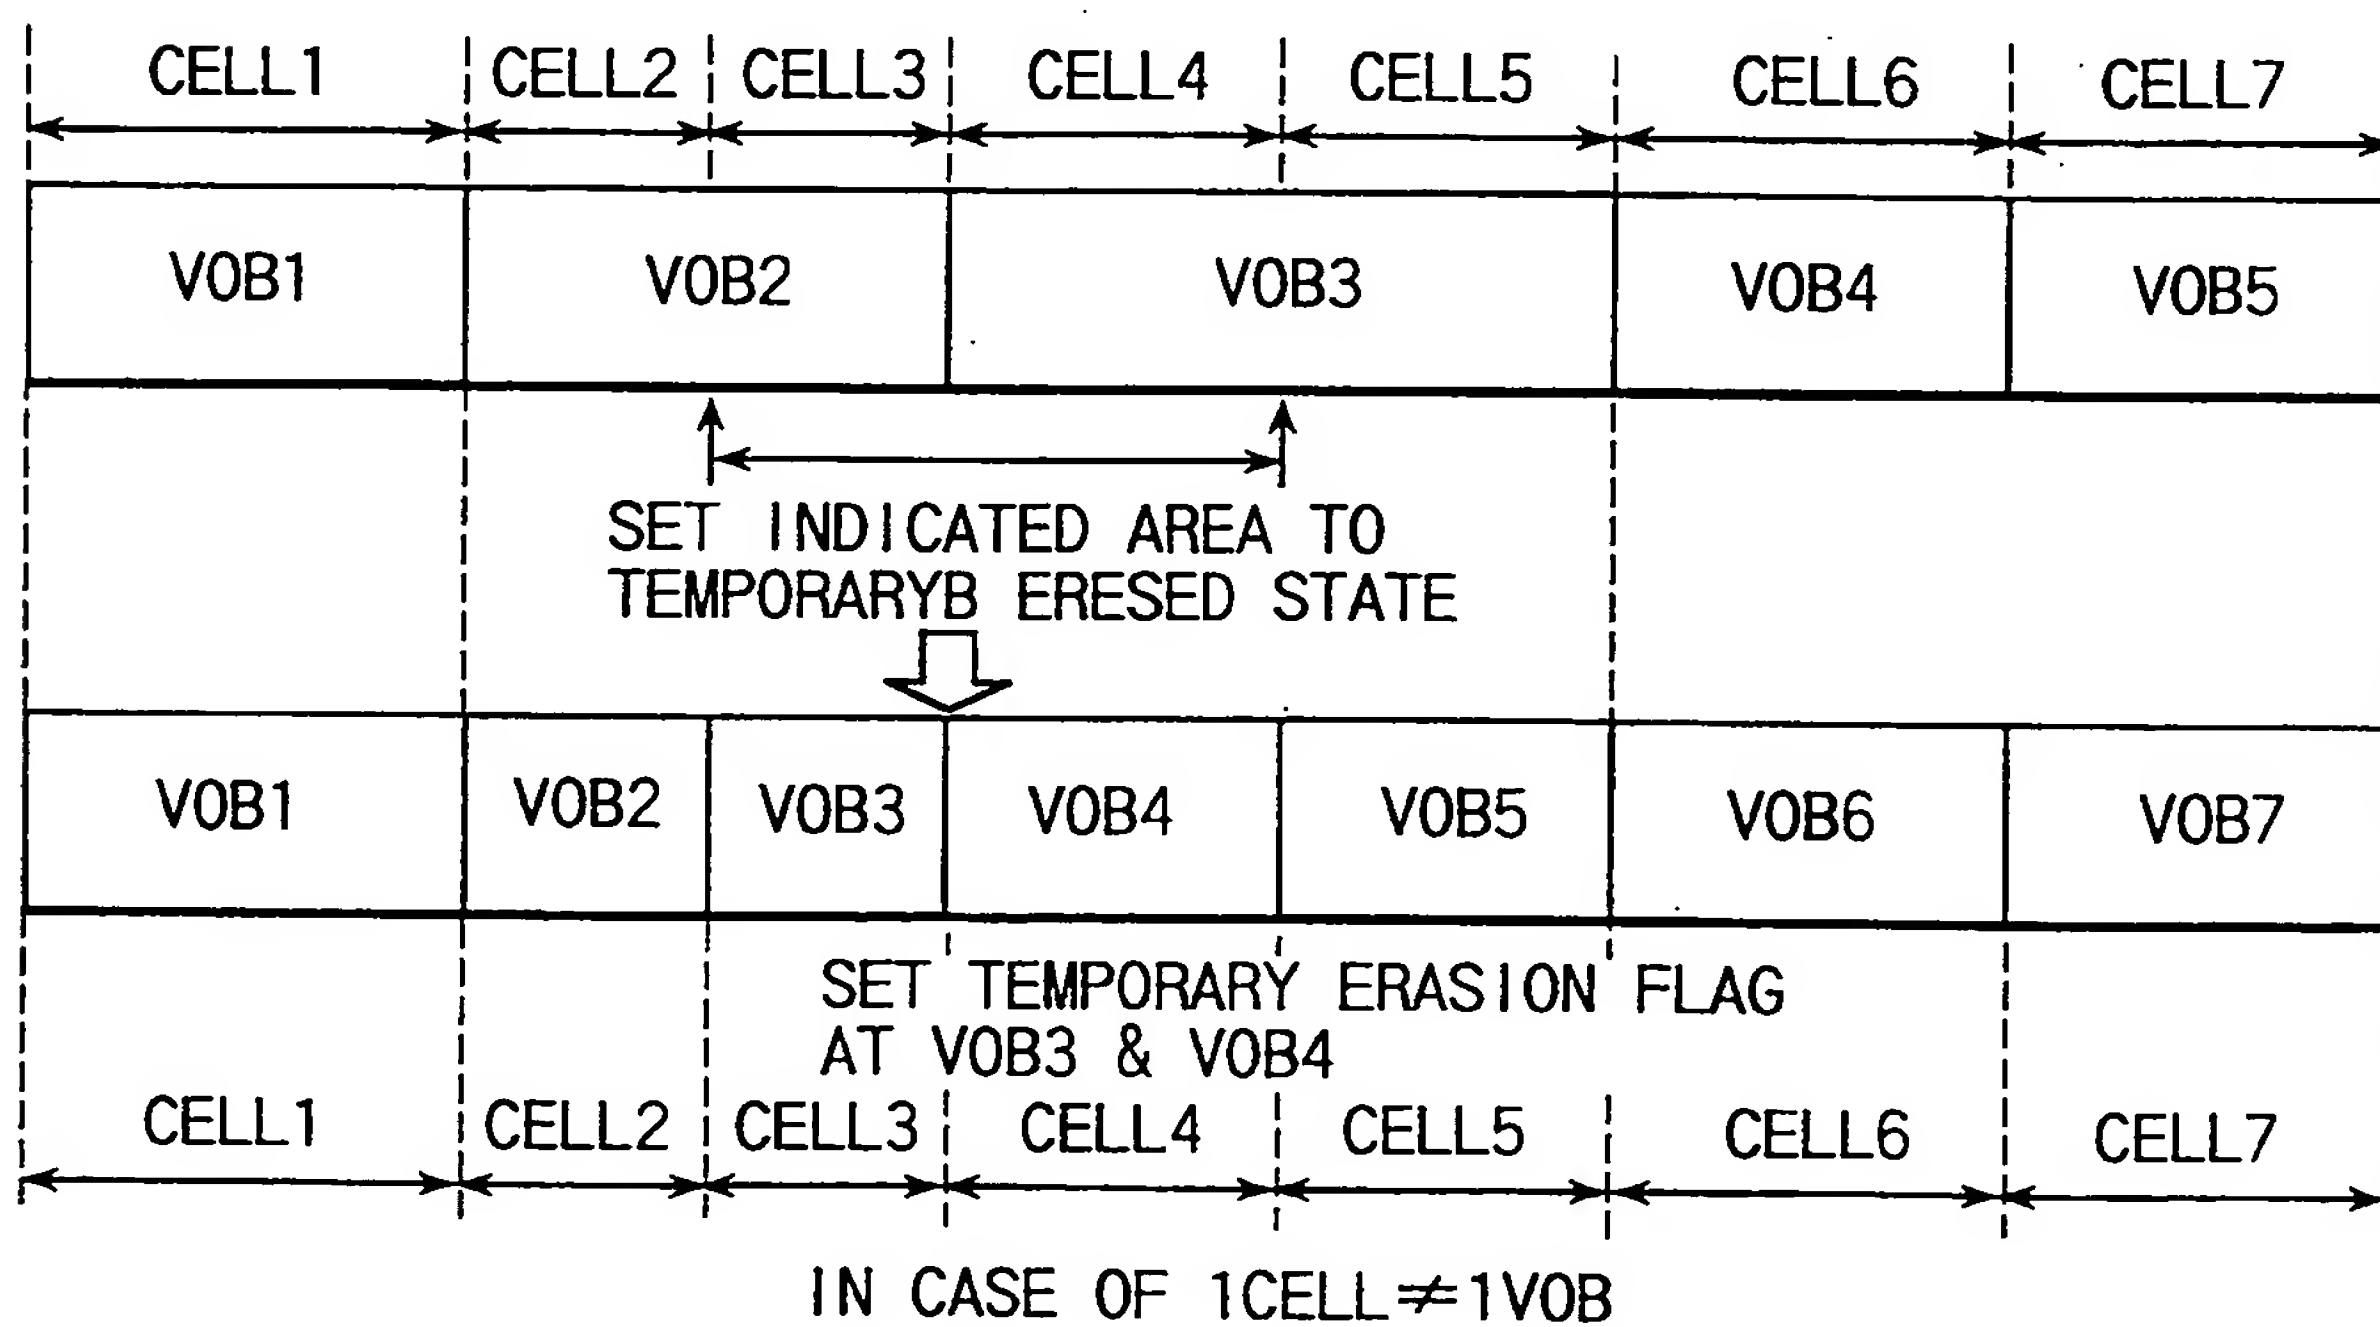 CELL1 CELL2 CELL3 CELL4 CELL5 CELL6 CELL7
VOB1 VOB2 VOB3 VOB4 VOB5
SET INDICATED AREA TO
TEMPORARYB ERESED STATE
VOB1 VOB2 VOB3 VOB4 VOB5 VOB6 VOB7
SET TEMPORARY ERASION FLAG
AT VOB3 & VOB4
CELL1 CELL2 CELL3 CELL4 CELL5 CELL6 CELL7
IN CASE OF 1CELL≠1VOB